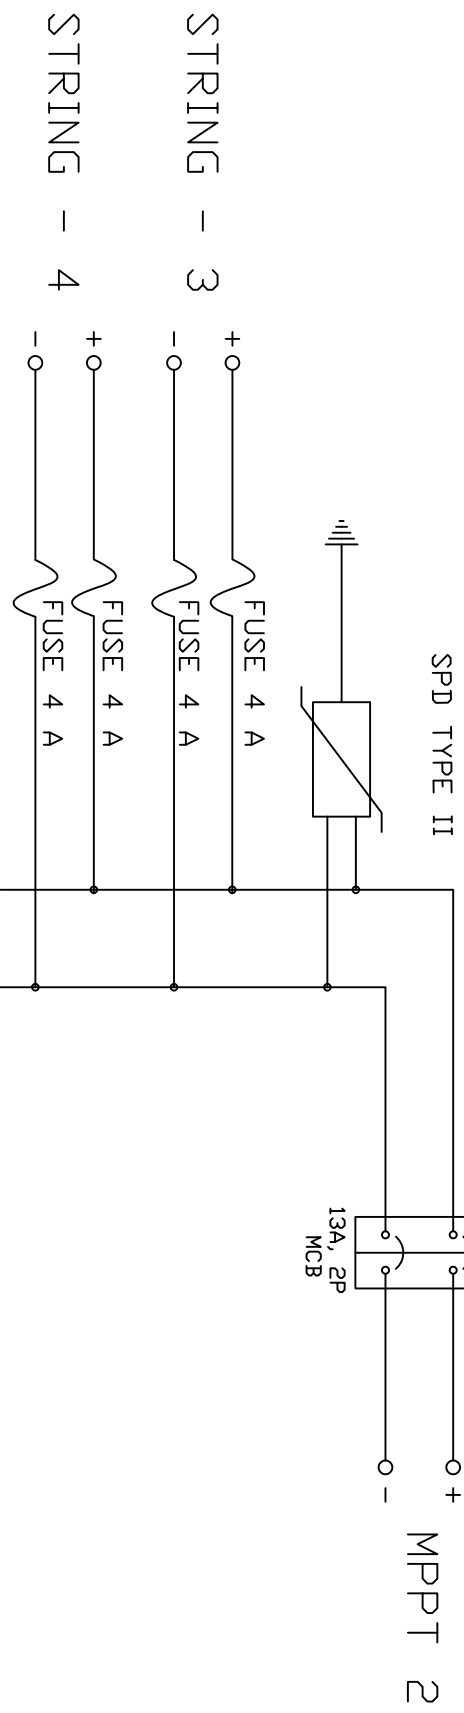 SPD TYPE II
13A, 2P
MCB
+
-
MPPT 2
STRING - 3
+
FUSE 4 A
-
FUSE 4 A
STRING - 4
+
FUSE 4 A
-
FUSE 4 A